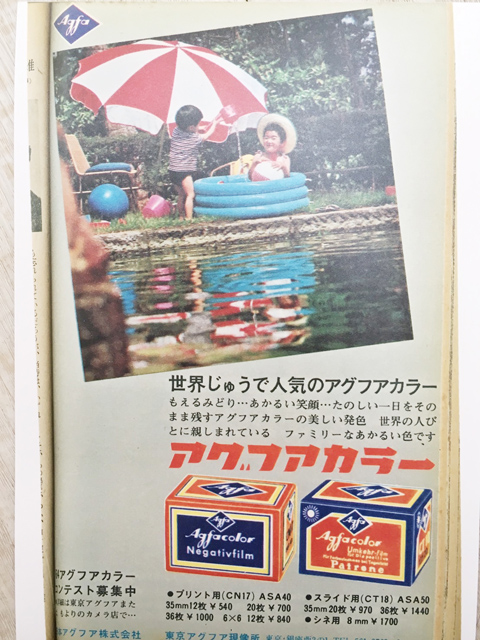 Agfa
世界じゅうで人気のアグファカラー
もえるみどり…あかるい笑顔…たのしい一日をその
まま残すアグファカラーの美しい発色 世界の人び
とに親しまれている ファミリーなあかるい色です
アグファカラー
Agfa
Agfacolor
Negativfilm
Agfa
Agfacolor
Umkehrfilm
Patrone
●プリント用(CN17) ASA40
35mm12枚¥540 20枚¥700
36枚¥1000 6×6 12枚¥840
●スライド用(CT18) ASA50
35mm20枚¥970 36枚¥1440
●シネ用 8mm¥1700
アグファカラー
コンテスト募集中
は東京アグファまた
よりのカメラ店で…
アグファ株式会社
東京アグファ現像所